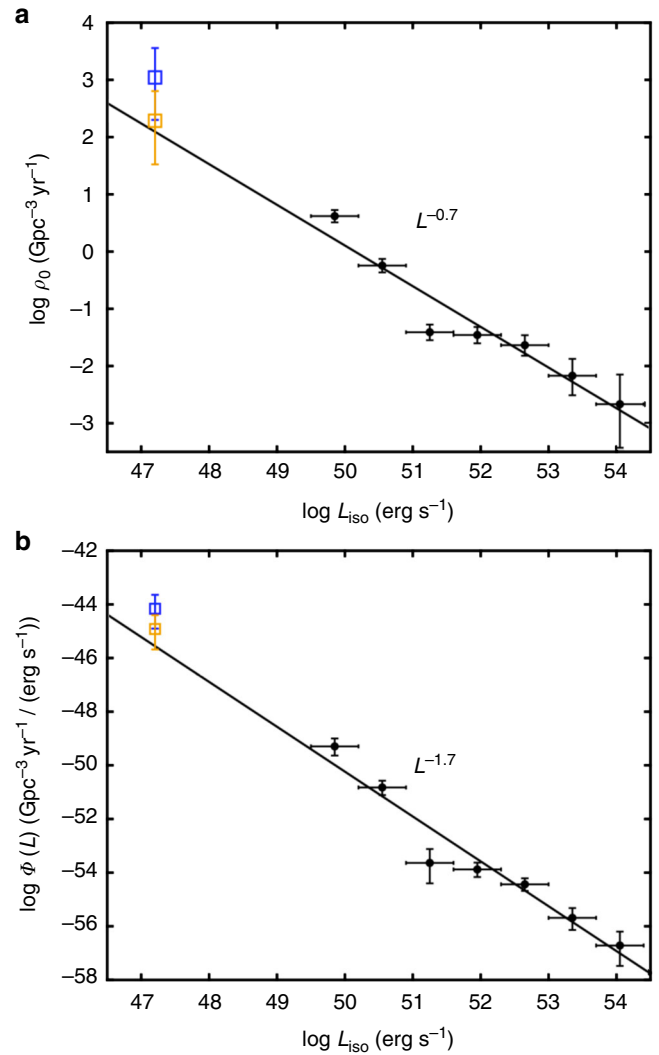 a
4
3
2
1
0
−1
−2
−3
log ρ₀ (Gpc⁻³ yr⁻¹)
L⁻⁰·⁷
47 48 49 50 51 52 53 54
log L_iso (erg s⁻¹)
b
−42
−44
−46
−48
−50
−52
−54
−56
−58
log Φ (L) (Gpc⁻³ yr⁻¹ / (erg s⁻¹))
L⁻¹·⁷
47 48 49 50 51 52 53 54
log L_iso (erg s⁻¹)